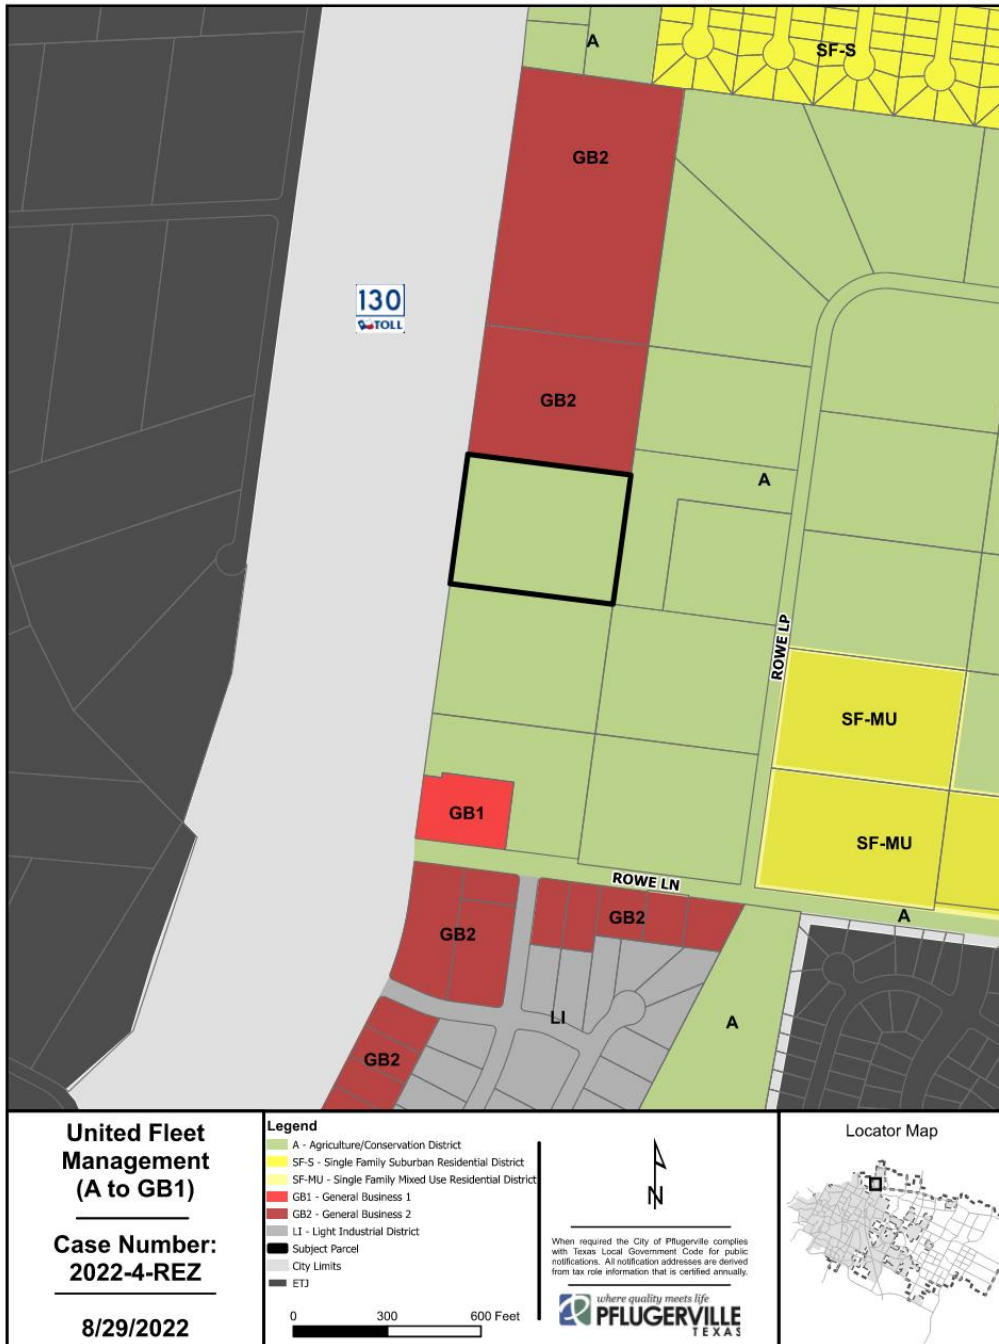 A
SF-S
GB2
130
TOLL
GB2
A
ROWE LP
SF-MU
GB1
SF-MU
ROWE LN
GB2
GB2
A
LI
A
GB2
United Fleet
Management
(A to GB1)
Case Number:
2022-4-REZ
8/29/2022
Legend
A - Agriculture/Conservation District
SF-S - Single Family Suburban Residential District
SF-MU - Single Family Mixed Use Residential District
GB1 - General Business 1
GB2 - General Business 2
LI - Light Industrial District
Subject Parcel
City Limits
ETJ
0 300 600 Feet
N
When required the City of Pflugerville complies
with Texas Local Government Code for public
notifications. All notification addresses are derived
from tax role information that is certified annually.
where quality meets life
PFLUGERVILLE
TEXAS
Locator Map